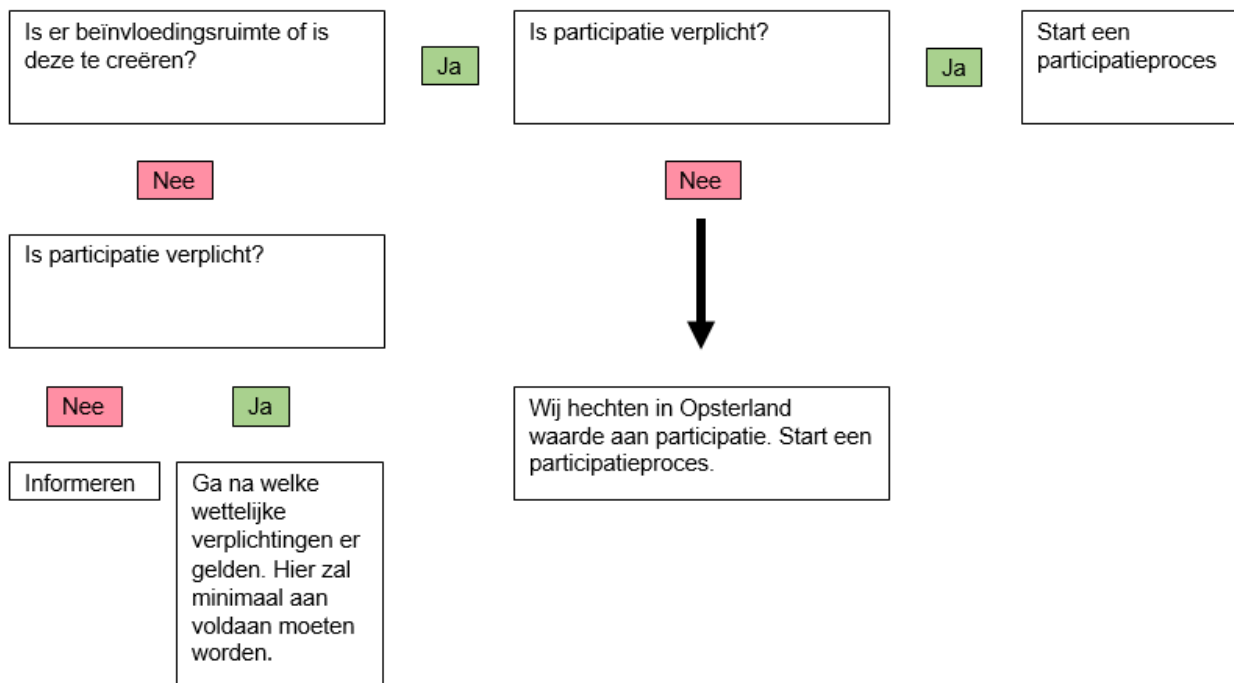 Is er beïnvloedingsruimte of is
deze te creëren?
Ja
Is participatie verplicht?
Ja
Start een
participatieproces
Nee
Nee
Is participatie verplicht?
Nee
Ja
Wij hechten in Opsterland
waarde aan participatie. Start een
participatieproces.
Informeren
Ga na welke
wettelijke
verplichtingen er
gelden. Hier zal
minimaal aan
voldaan moeten
worden.